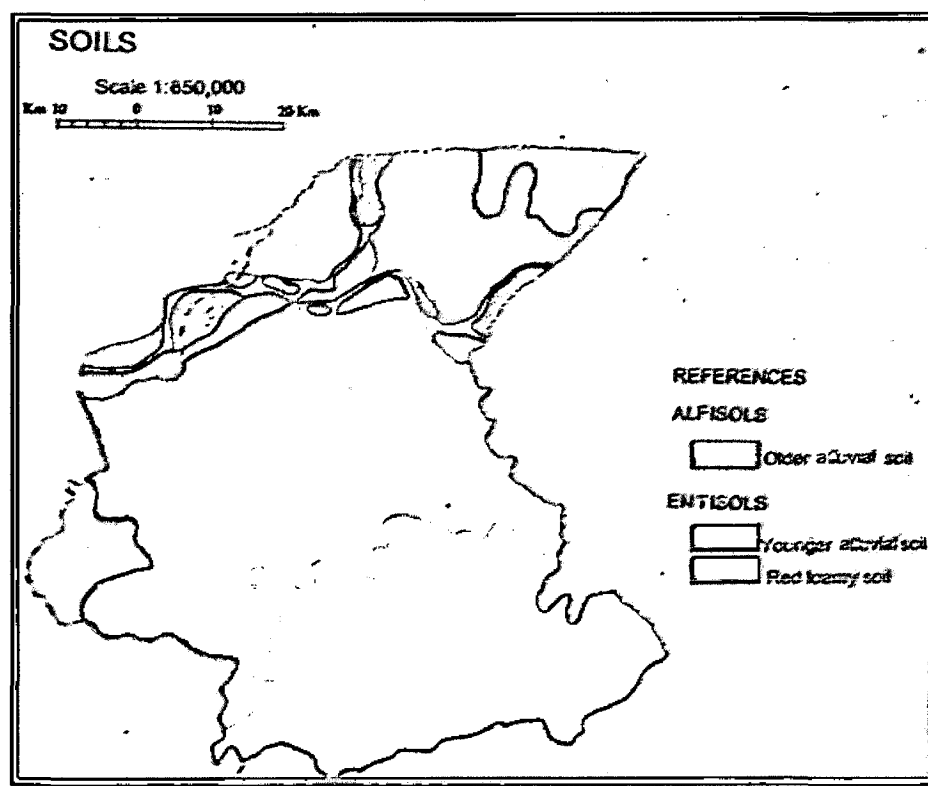 SOILS
Scale 1:850,000
Km 10 0 10 20 Km
REFERENCES
ALFISOLS
Older alluvial soil
ENTISOLS
Younger alluvial soil
Red loamy soil